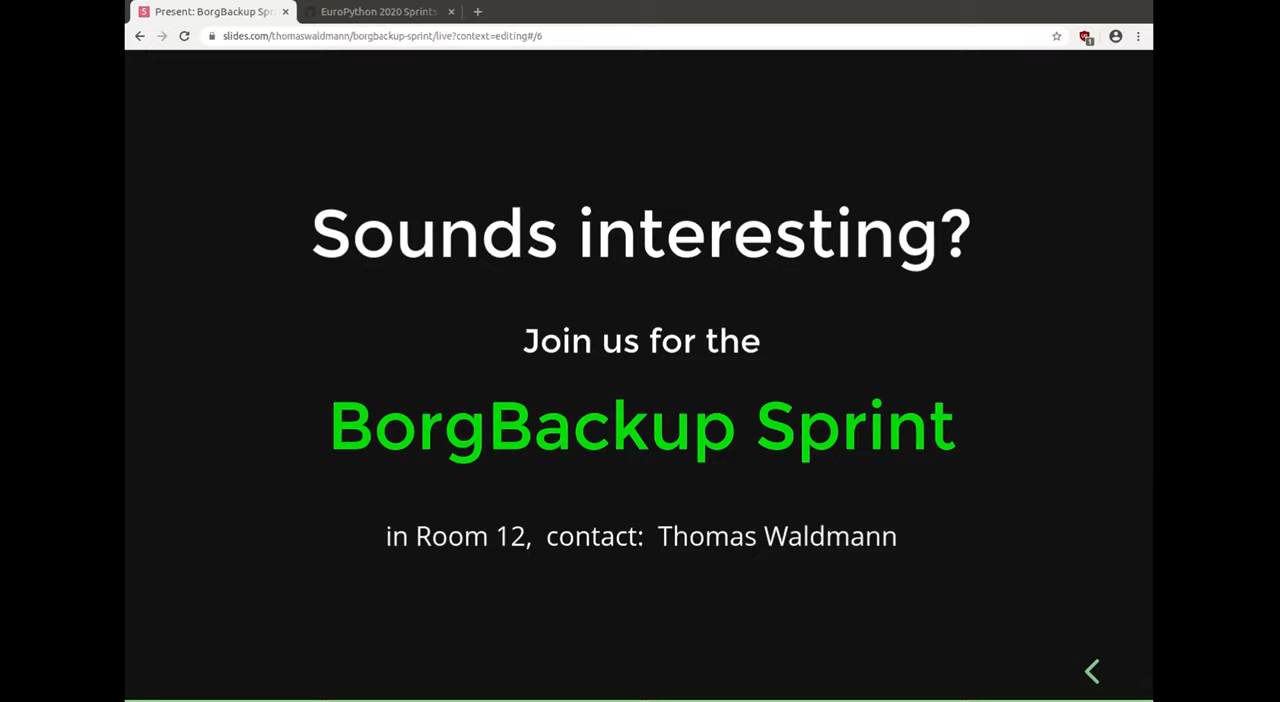 Present: BorgBackup Spr
EuroPython 2020 Sprints
slides.com/thomaswaldmann/borgbackup-sprint/live?context=editing#/6
1
Sounds interesting?
Join us for the
BorgBackup Sprint
in Room 12, contact: Thomas Waldmann